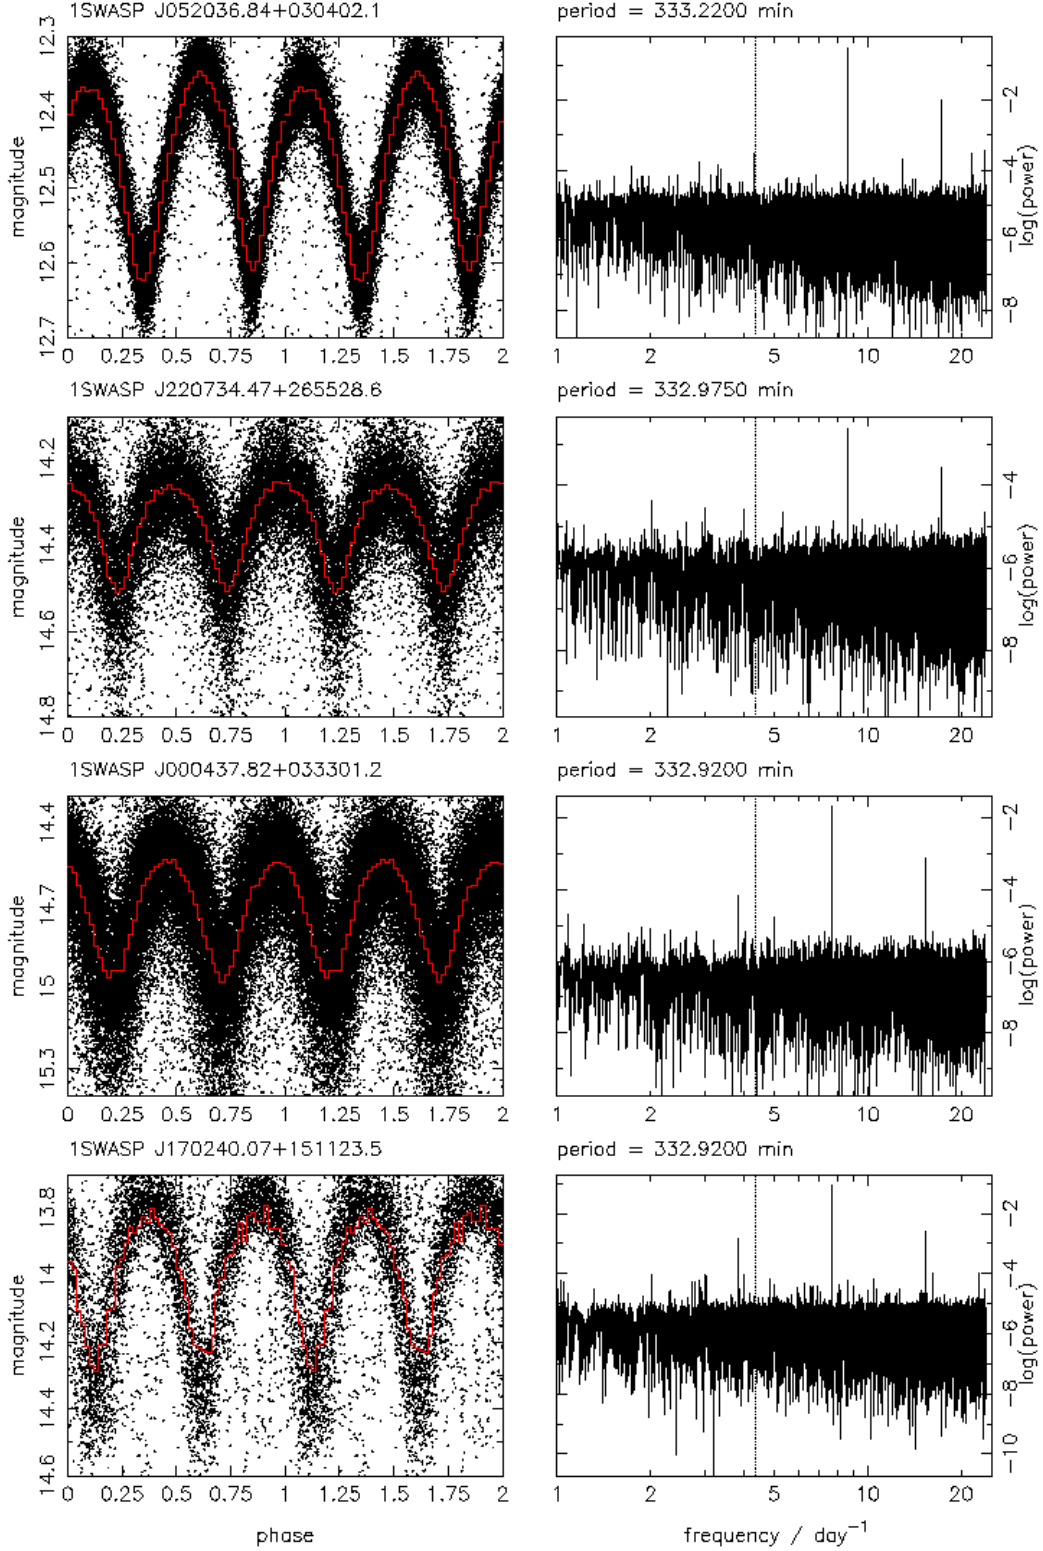 1SWASP J052036.84+030402.1
period = 333.2200 min
magnitude
12.3
12.4
12.5
12.6
12.7
0 0.25 0.5 0.75 1 1.25 1.5 1.75 2
log(power)
-2
-4
-6
-8
1 2 5 10 20
1SWASP J220734.47+265528.6
period = 332.9750 min
magnitude
14.2
14.4
14.6
14.8
0 0.25 0.5 0.75 1 1.25 1.5 1.75 2
log(power)
-4
-6
-8
1 2 5 10 20
1SWASP J000437.82+033301.2
period = 332.9200 min
magnitude
14.4
14.7
15
15.3
0 0.25 0.5 0.75 1 1.25 1.5 1.75 2
log(power)
-2
-4
-6
-8
1 2 5 10 20
1SWASP J170240.07+151123.5
period = 332.9200 min
magnitude
13.8
14
14.2
14.4
14.6
0 0.25 0.5 0.75 1 1.25 1.5 1.75 2
phase
log(power)
-2
-4
-6
-8
-10
1 2 5 10 20
frequency / day⁻¹